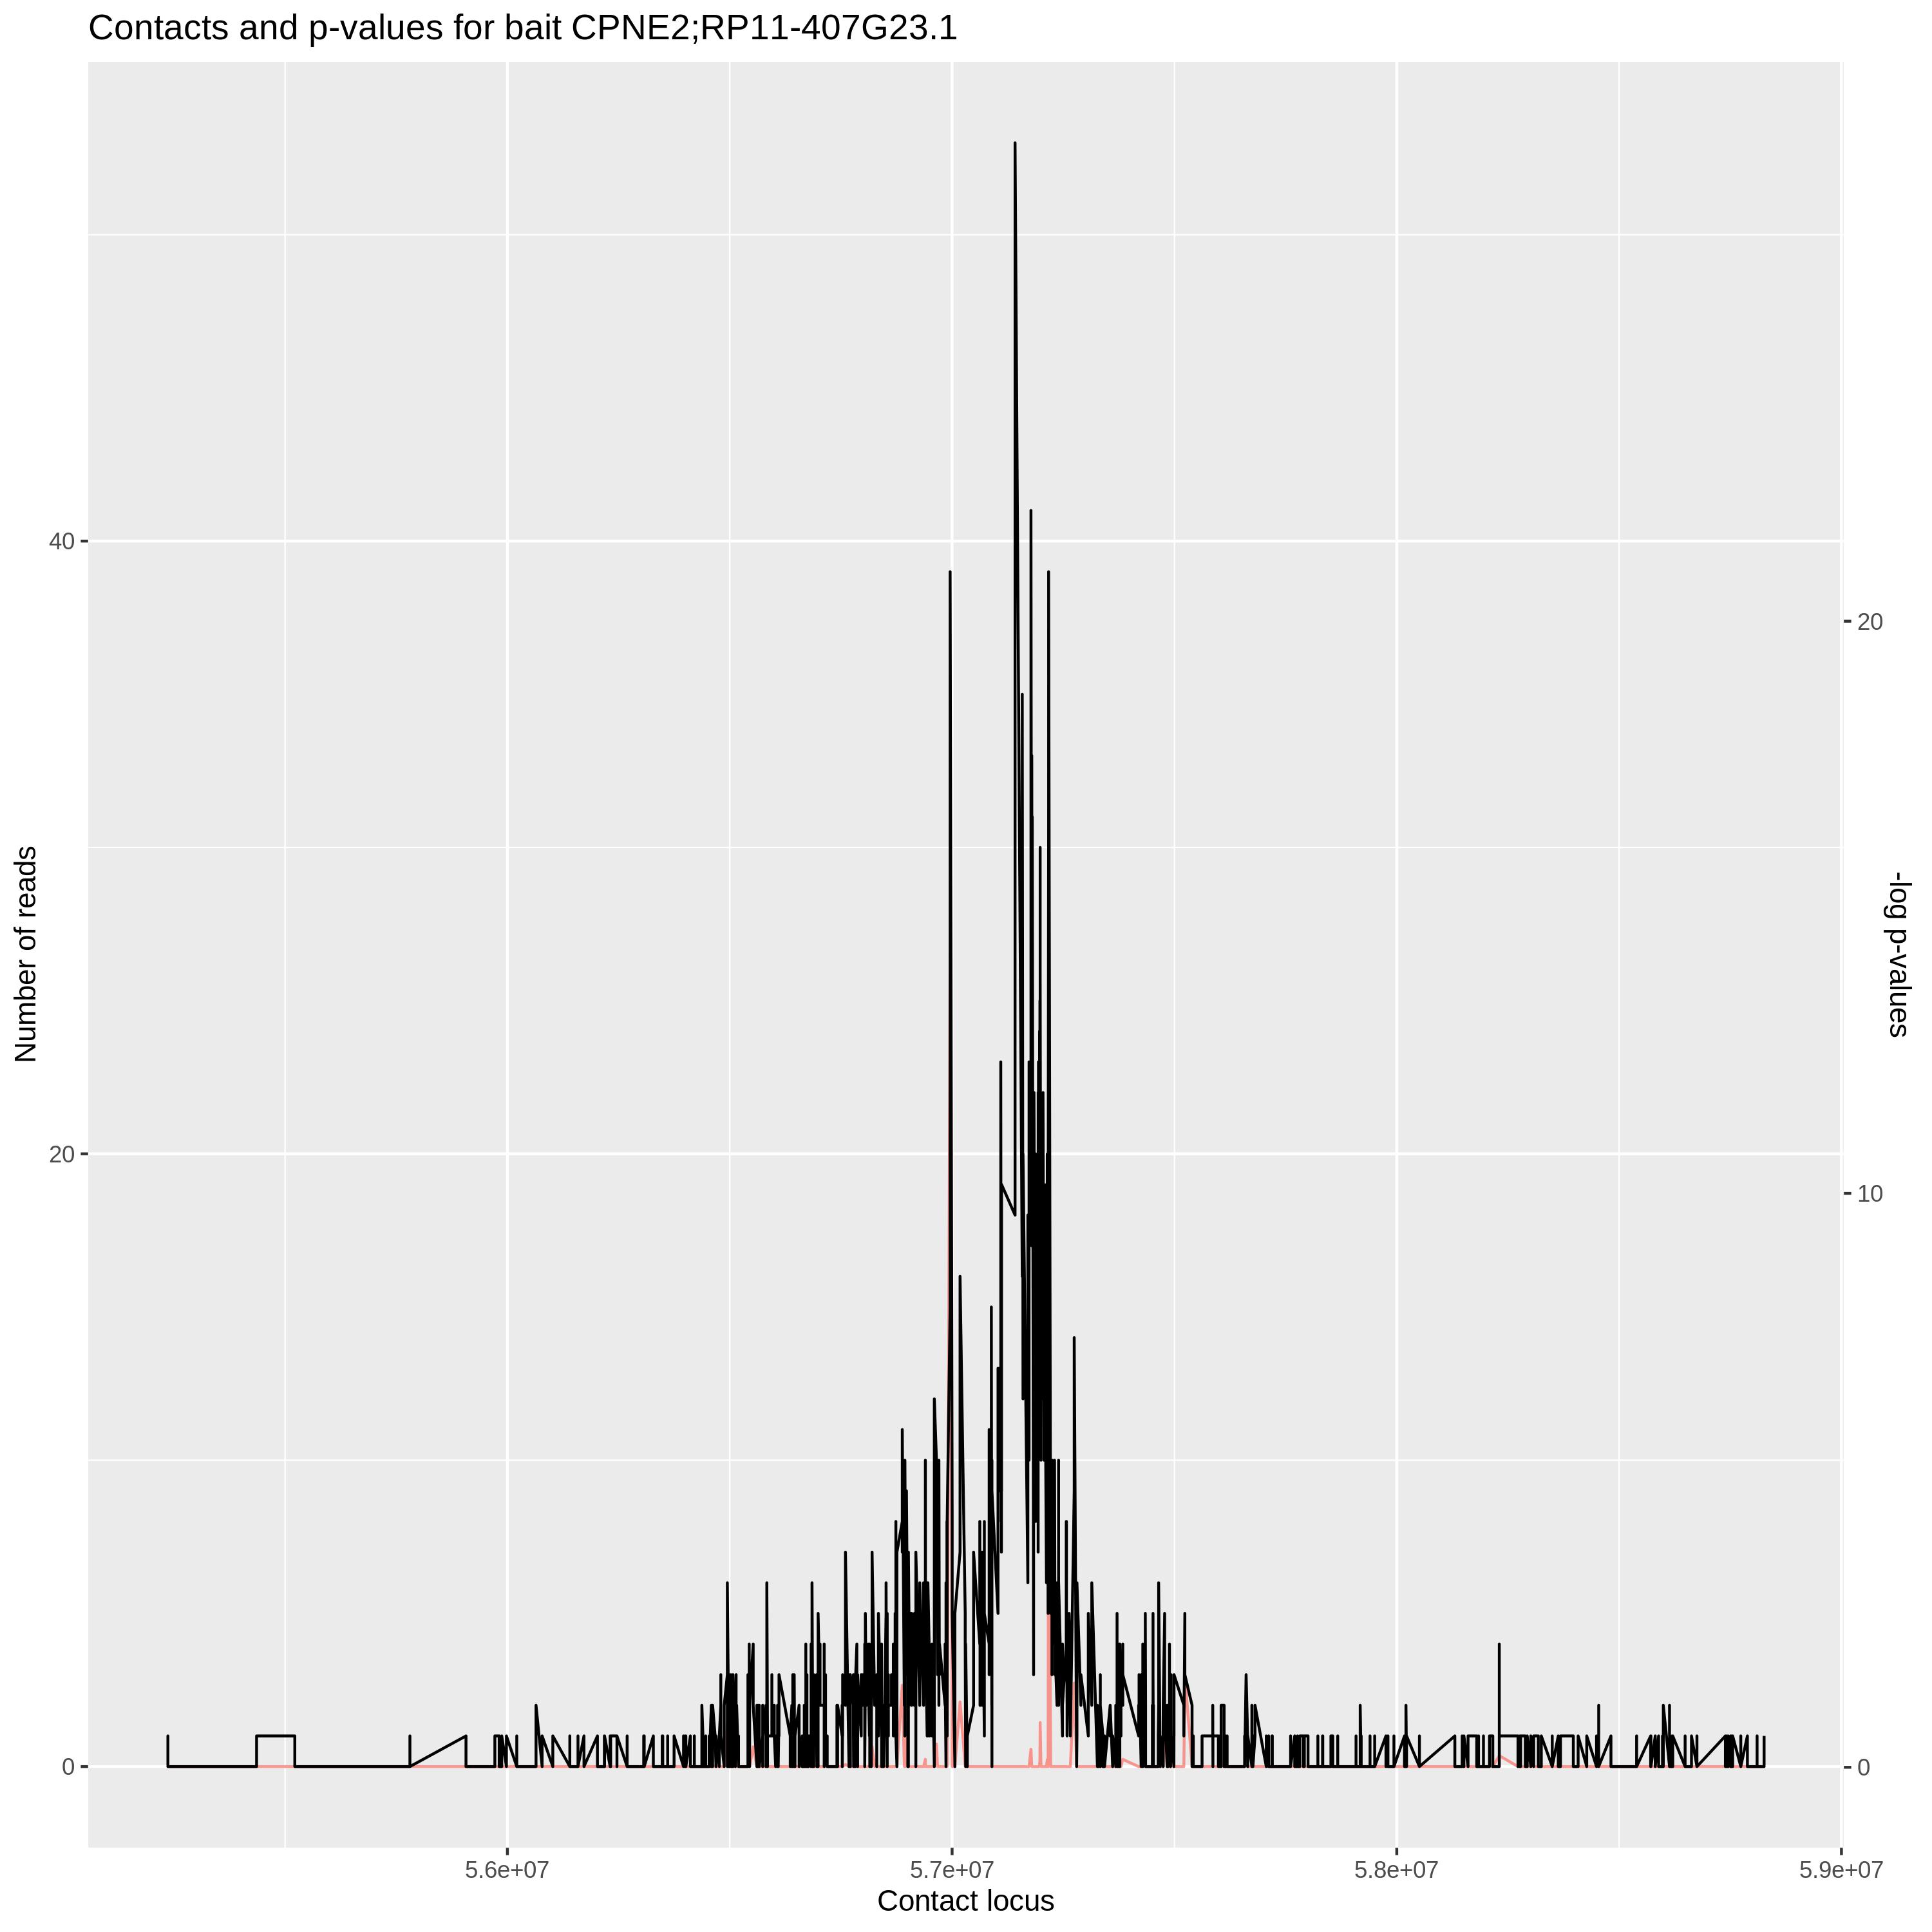 Contacts and p-values for bait CPNE2;RP11-407G23.1
Number of reads
40
20
0
20
10
0
-log p-values
5.6e+07 5.7e+07 5.8e+07 5.9e+07
Contact locus